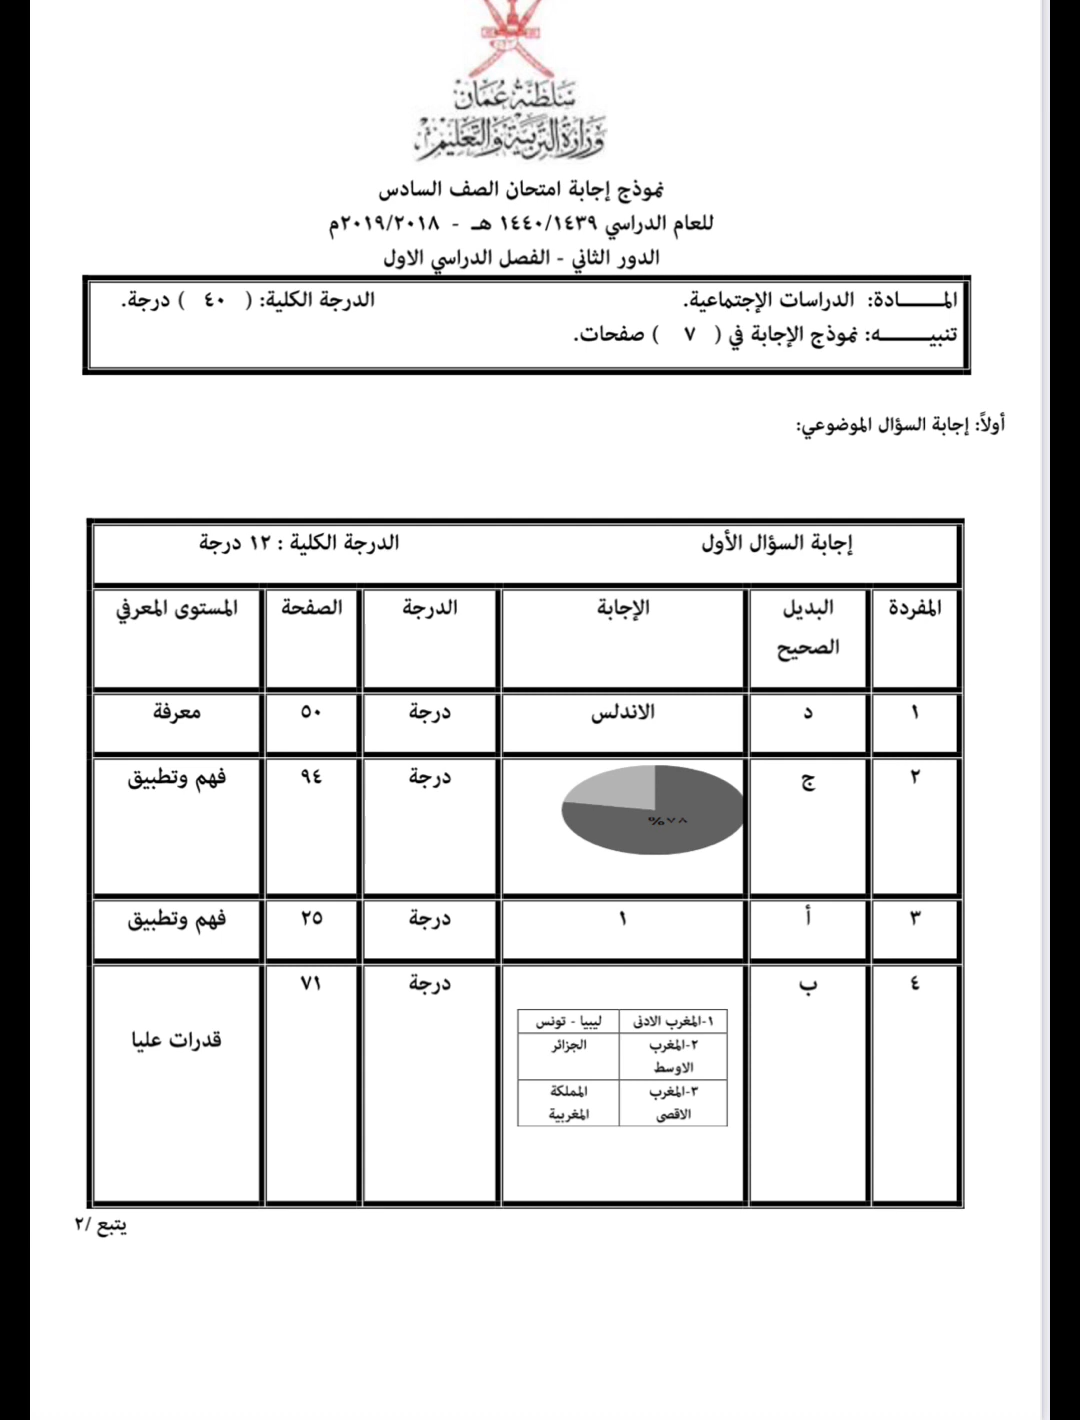 سلطنة عمان
وزارة التربية والتعليم
نموذج إجابة امتحان الصف السادس
للعام الدراسي ١٤٤٠/١٤٣٩ هـ - ٢٠١٩/٢٠١٨م
الدور الثاني - الفصل الدراسي الاول
المــــــادة: الدراسات الإجتماعية. الدرجة الكلية: ( ٤٠ ) درجة.
تنبيـــــــه: نموذج الإجابة في ( ٧ ) صفحات.
أولاً: إجابة السؤال الموضوعي:
إجابة السؤال الأول الدرجة الكلية : ١٢ درجة
المفردة البديل الصحيح الإجابة الدرجة الصفحة المستوى المعرفي
١ د الاندلس درجة ٥٠ معرفة
٢ ج ٧٨% درجة ٩٤ فهم وتطبيق
٣ أ ١ درجة ٢٥ فهم وتطبيق
٤ ب درجة ٧١ قدرات عليا
١-المغرب الادنى ليبيا - تونس
٢-المغرب الاوسط الجزائر
٣-المغرب الاقصى المملكة المغربية
يتبع /٢